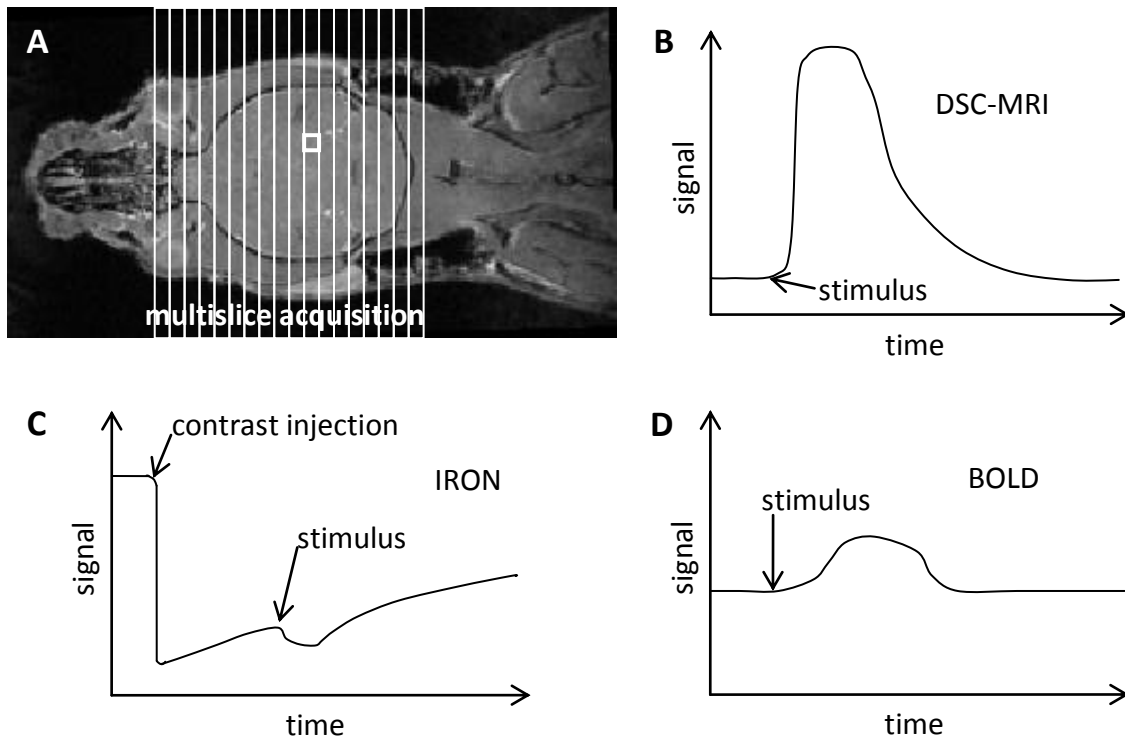 A
multislice acquisition
B
DSC-MRI
signal
stimulus
time
C
contrast injection
IRON
signal
stimulus
time
D
stimulus
BOLD
signal
time